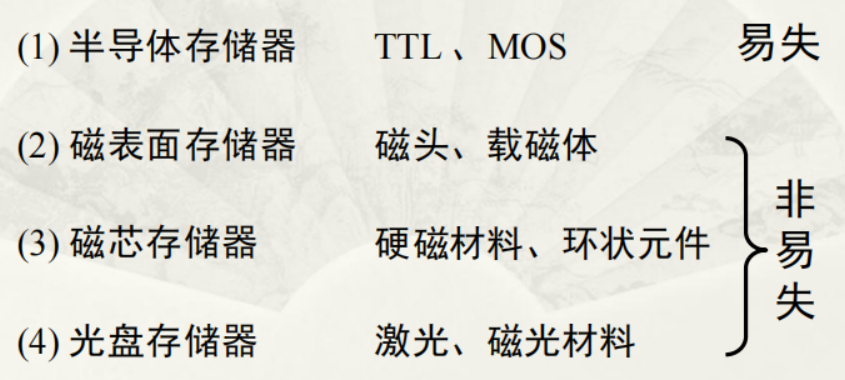 (1) 半导体存储器 TTL 、MOS 易失
(2) 磁表面存储器 磁头、载磁体
(3) 磁芯存储器 硬磁材料、环状元件
(4) 光盘存储器 激光、磁光材料
非易失